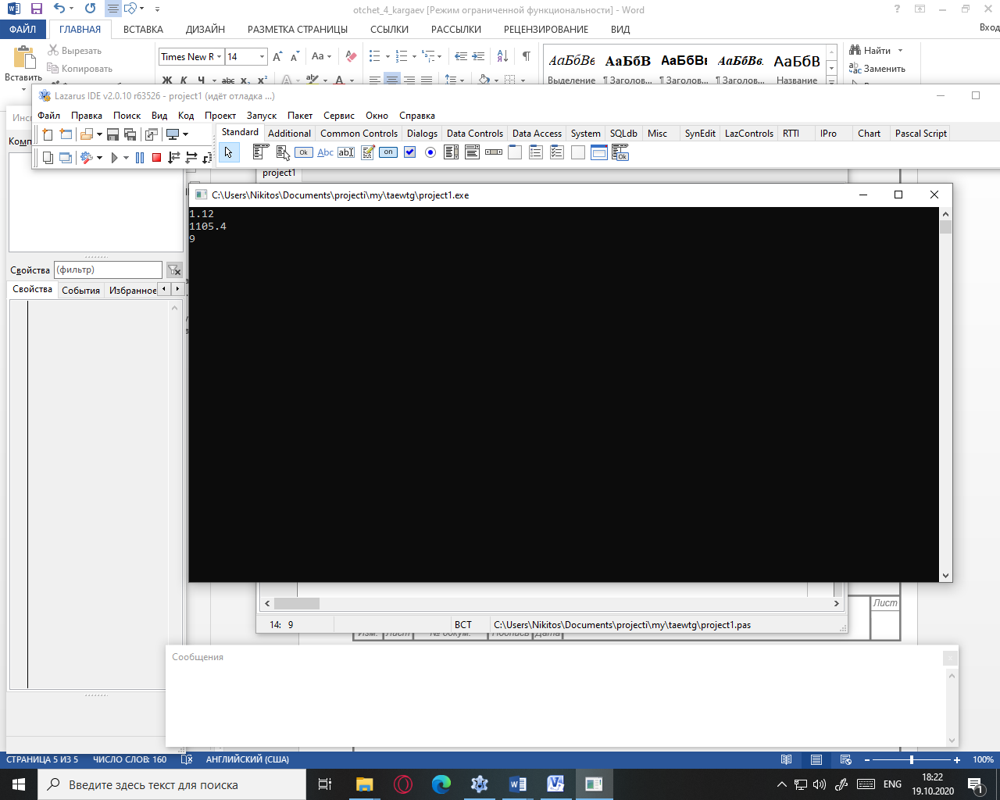 otchet_4_kargaev [Режим ограниченной функциональности] - Word
ФАЙЛ ГЛАВНАЯ ВСТАВКА ДИЗАЙН РАЗМЕТКА СТРАНИЦЫ ССЫЛКИ РАССЫЛКИ РЕЦЕНЗИРОВАНИЕ ВИД Вход
Вставить
Вырезать
Копировать
Times New R 14 Aa
Ж К Ч abc x₂ x²
АаБбВв АаБбВ АаБбВı АаБбВв. АаБбВ
Выделение ¶ Заголов... ¶ Заголов... ¶ Заголов... Название
Найти
Заменить
Lazarus IDE v2.0.10 r63526 - project1 (идёт отладка ...)
Файл Правка Поиск Вид Код Проект Запуск Пакет Сервис Окно Справка
Standard Additional Common Controls Dialogs Data Controls Data Access System SQLdb Misc SynEdit LazControls RTTI IPro Chart Pascal Script
Ok Abc abI on Ok
Инс
Комп
project1
C:\Users\Nikitos\Documents\projecti\my\taewtg\project1.exe
1.12
1105.4
9
Свойства (фильтр)
Свойства События Избранное
14: 9 ВСТ C:\Users\Nikitos\Documents\projecti\my\taewtg\project1.pas
Лист
Изм. Лист № докум. Подпись Дата
Сообщения
СТРАНИЦА 5 ИЗ 5 ЧИСЛО СЛОВ: 160 АНГЛИЙСКИЙ (США) 100%
Введите здесь текст для поиска
ENG
18:22
19.10.2020
1